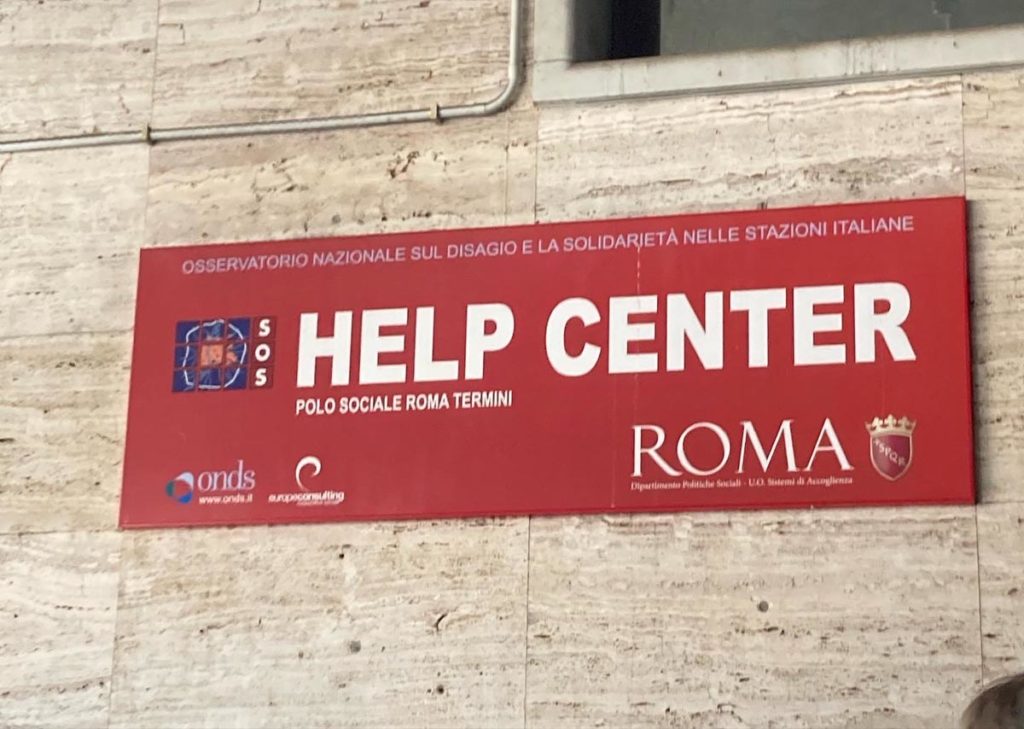 OSSERVATORIO NAZIONALE SUL DISAGIO E LA SOLIDARIETÀ NELLE STAZIONI ITALIANE
SOS
HELP CENTER
POLO SOCIALE ROMA TERMINI
onds
www.onds.it
europeconsulting
ROMA
SPQR
Dipartimento Politiche Sociali - U.O. Sistemi di Accoglienza